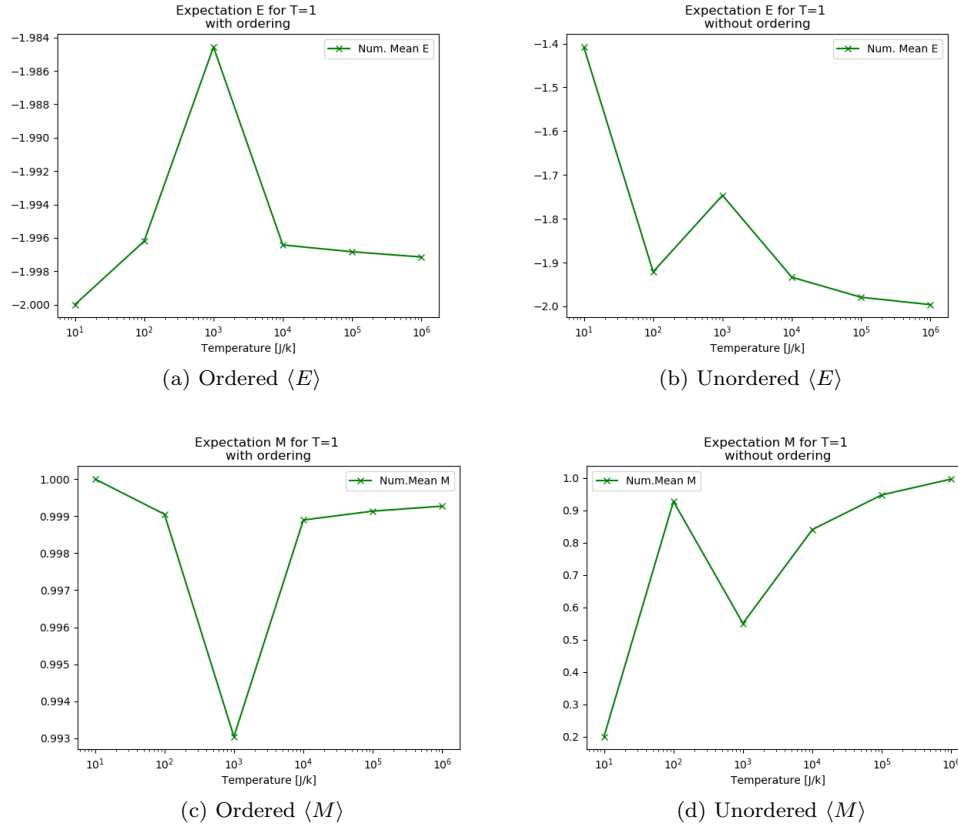 Expectation E for T=1
with ordering
Num. Mean E
−1.984
−1.986
−1.988
−1.990
−1.992
−1.994
−1.996
−1.998
−2.000
10¹ 10² 10³ 10⁴ 10⁵ 10⁶
Temperature [J/k]
(a) Ordered ⟨E⟩
Expectation E for T=1
without ordering
Num. Mean E
−1.4
−1.5
−1.6
−1.7
−1.8
−1.9
−2.0
10¹ 10² 10³ 10⁴ 10⁵ 10⁶
Temperature [J/k]
(b) Unordered ⟨E⟩
Expectation M for T=1
with ordering
Num.Mean M
1.000
0.999
0.998
0.997
0.996
0.995
0.994
0.993
10¹ 10² 10³ 10⁴ 10⁵ 10⁶
Temperature [J/k]
(c) Ordered ⟨M⟩
Expectation M for T=1
without ordering
Num.Mean M
1.0
0.9
0.8
0.7
0.6
0.5
0.4
0.3
0.2
10¹ 10² 10³ 10⁴ 10⁵ 10⁶
Temperature [J/k]
(d) Unordered ⟨M⟩